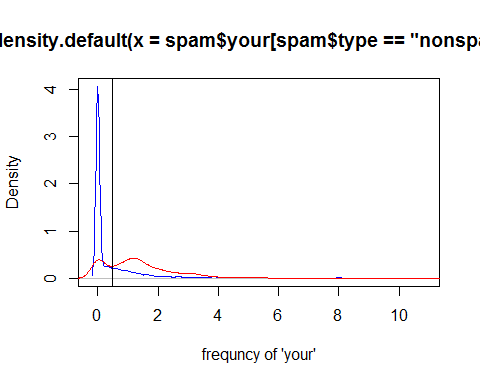 density.default(x = spam$your[spam$type == "nonspa
Density
4
3
2
1
0
0 2 4 6 8 10
frequncy of 'your'